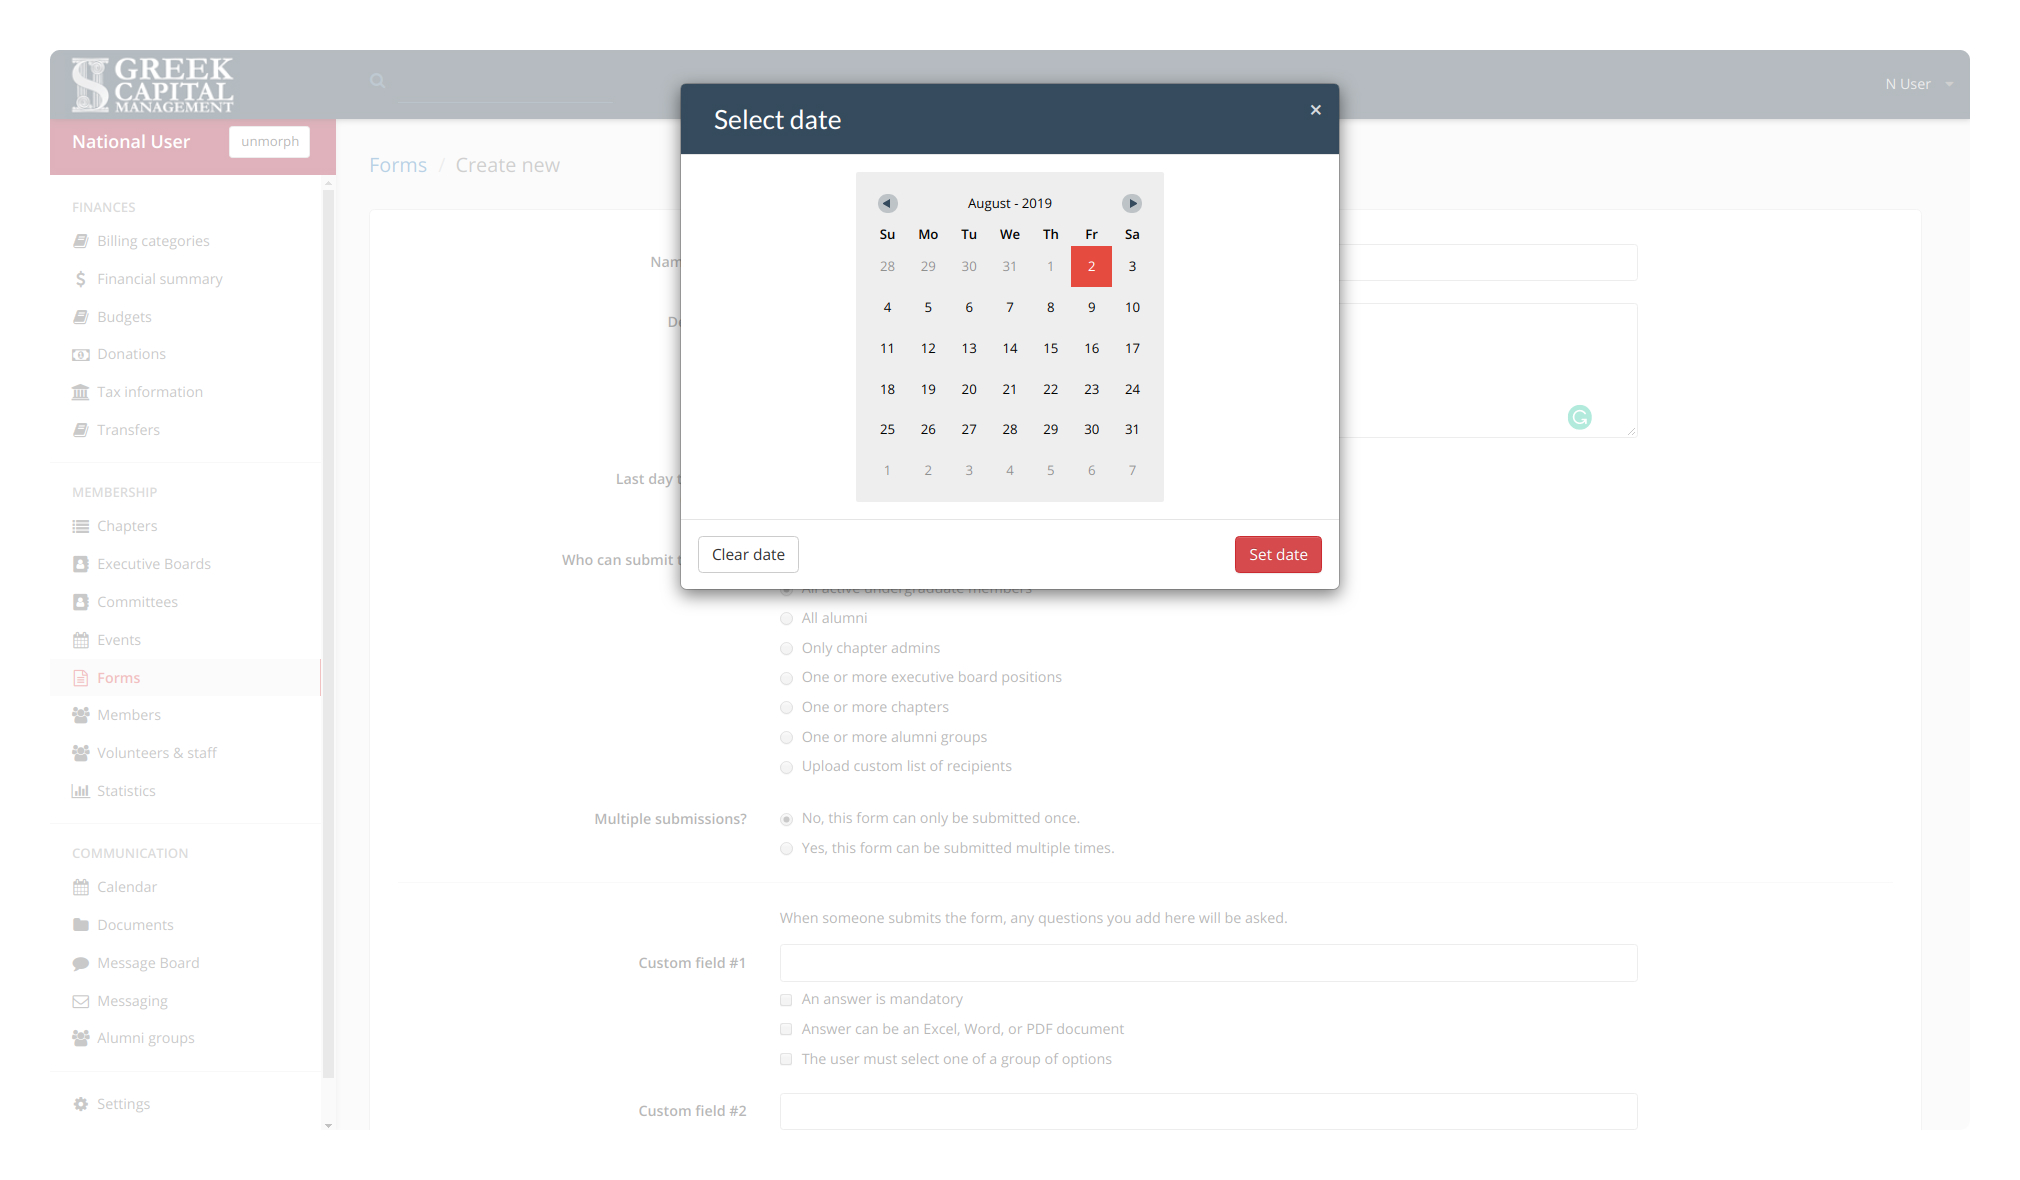 GREEK
CAPITAL
MANAGEMENT
N User
National User
unmorph
Forms / Create new
FINANCES
Billing categories
Financial summary
Budgets
Donations
Tax information
Transfers
MEMBERSHIP
Chapters
Executive Boards
Committees
Events
Forms
Members
Volunteers & staff
Statistics
COMMUNICATION
Calendar
Documents
Message Board
Messaging
Alumni groups
Settings
Select date
×
August - 2019
Su Mo Tu We Th Fr Sa
28 29 30 31 1 2 3
4 5 6 7 8 9 10
11 12 13 14 15 16 17
18 19 20 21 22 23 24
25 26 27 28 29 30 31
1 2 3 4 5 6 7
Clear date
Set date
Last day
Who can submit
All active undergraduate members
All alumni
Only chapter admins
One or more executive board positions
One or more chapters
One or more alumni groups
Upload custom list of recipients
Multiple submissions?
No, this form can only be submitted once.
Yes, this form can be submitted multiple times.
When someone submits the form, any questions you add here will be asked.
Custom field #1
An answer is mandatory
Answer can be an Excel, Word, or PDF document
The user must select one of a group of options
Custom field #2